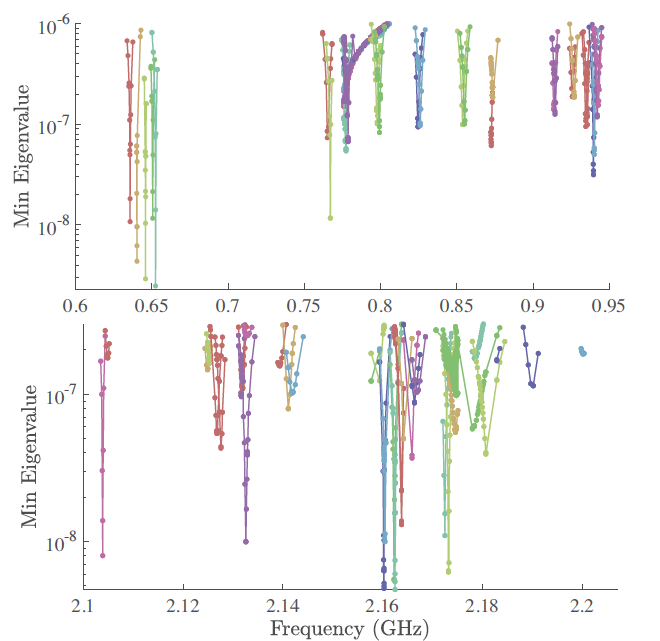 10^-6
10^-7
10^-8
Min Eigenvalue
0.6 0.65 0.7 0.75 0.8 0.85 0.9 0.95
10^-7
10^-8
Min Eigenvalue
2.1 2.12 2.14 2.16 2.18 2.2
Frequency (GHz)